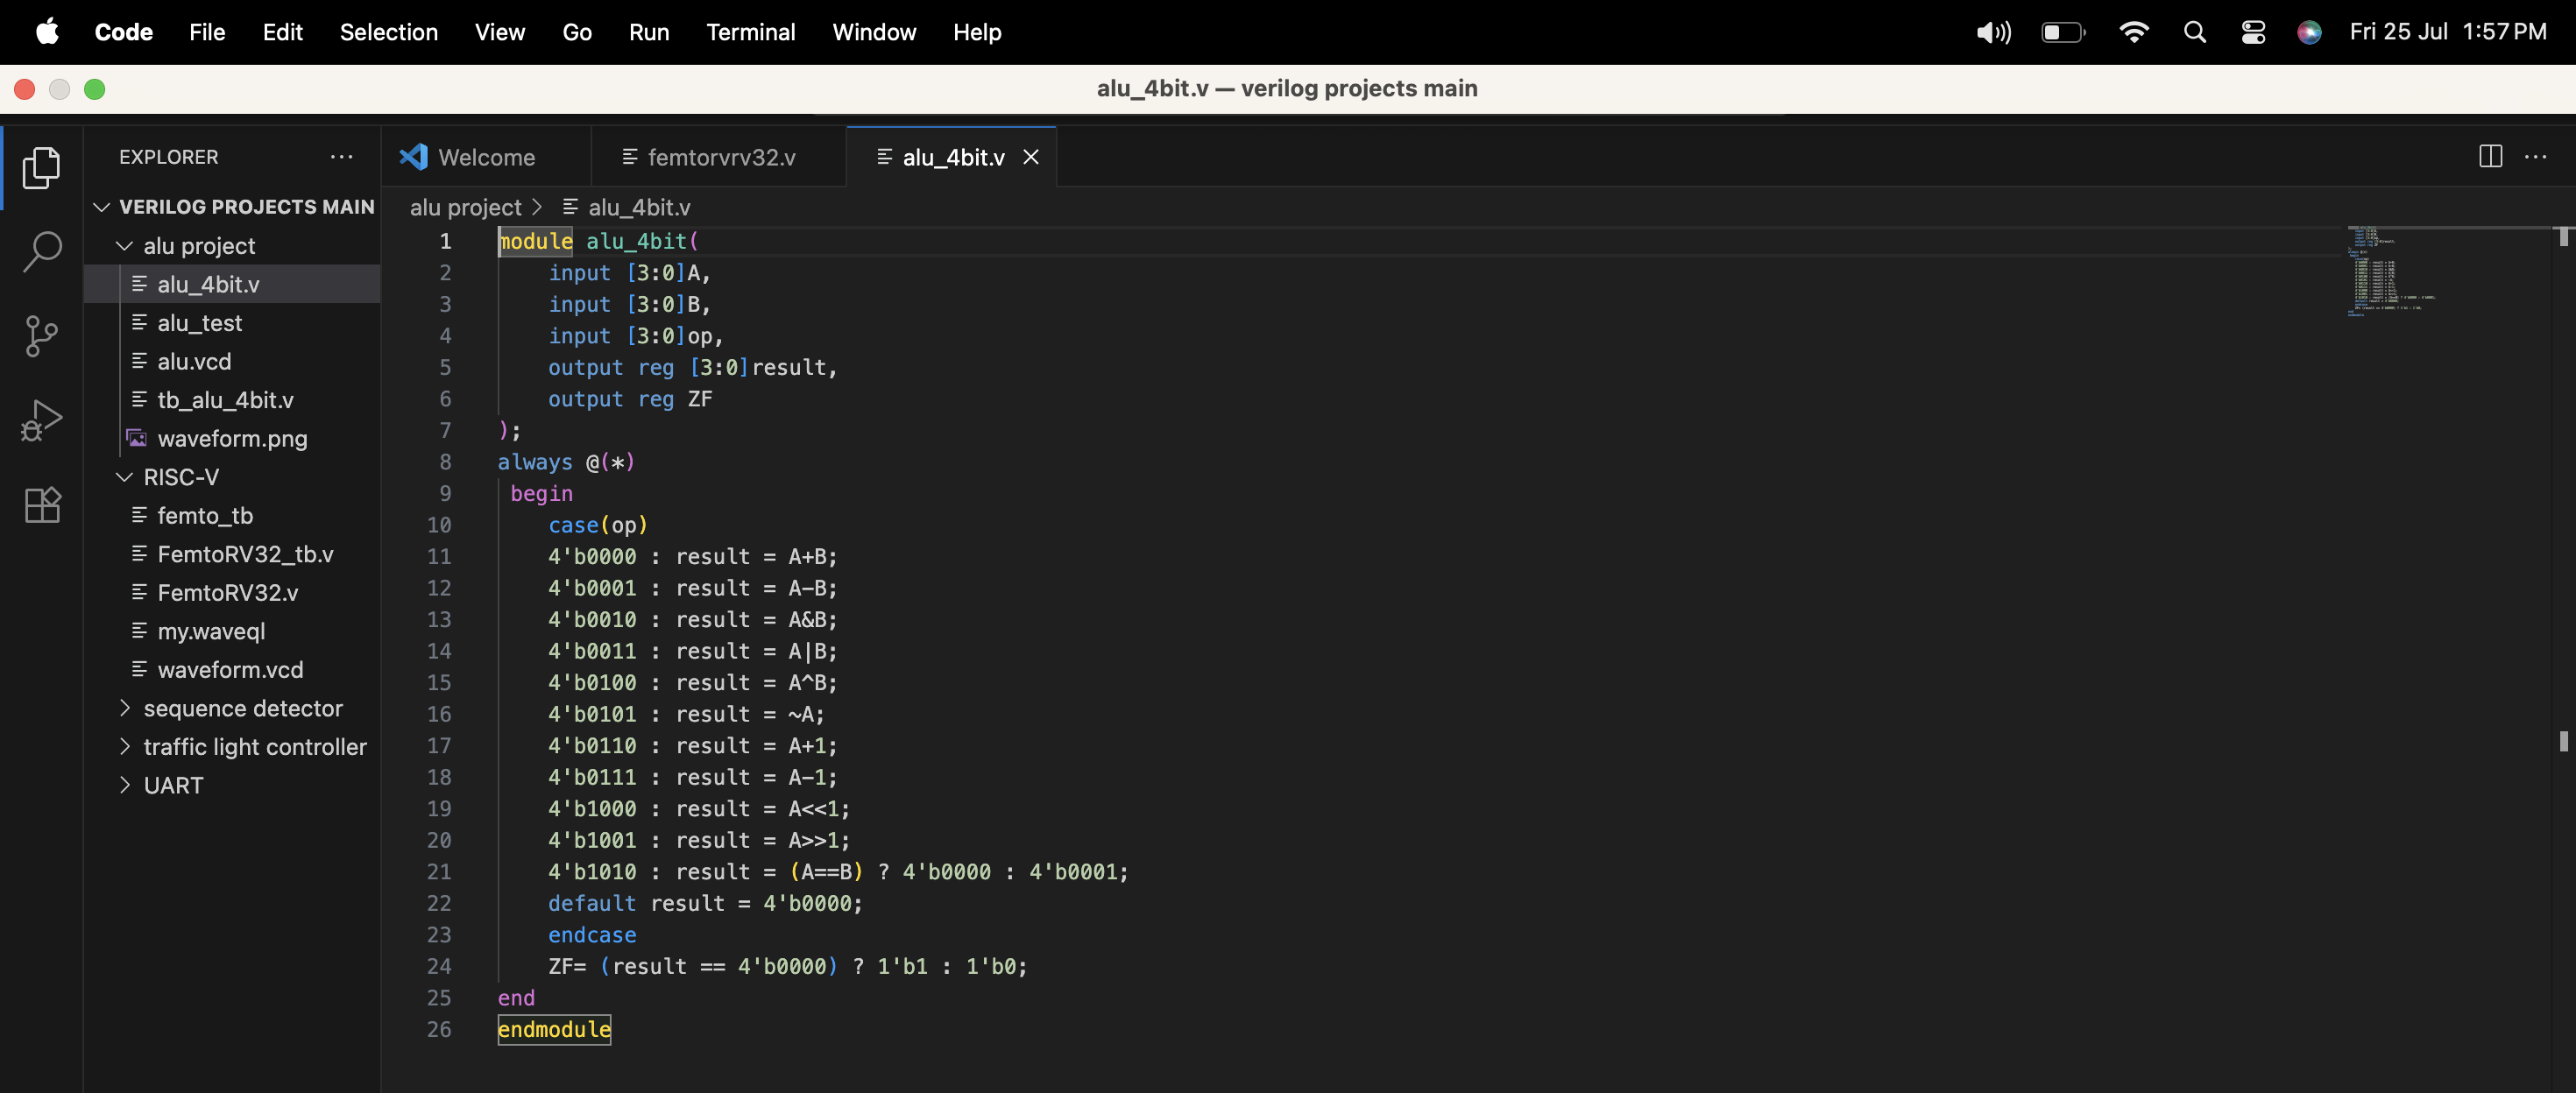 Code File Edit Selection View Go Run Terminal Window Help Fri 25 Jul 1:57 PM
alu_4bit.v — verilog projects main
EXPLORER ···
VERILOG PROJECTS MAIN
alu project
alu_4bit.v
alu_test
alu.vcd
tb_alu_4bit.v
waveform.png
RISC-V
femto_tb
FemtoRV32_tb.v
FemtoRV32.v
my.waveql
waveform.vcd
sequence detector
traffic light controller
UART
Welcome femtorvrv32.v alu_4bit.v
alu project > alu_4bit.v
1 module alu_4bit(
2     input [3:0]A,
3     input [3:0]B,
4     input [3:0]op,
5     output reg [3:0]result,
6     output reg ZF
7 );
8 always @(*)
9  begin
10     case(op)
11     4'b0000 : result = A+B;
12     4'b0001 : result = A-B;
13     4'b0010 : result = A&B;
14     4'b0011 : result = A|B;
15     4'b0100 : result = A^B;
16     4'b0101 : result = ~A;
17     4'b0110 : result = A+1;
18     4'b0111 : result = A-1;
19     4'b1000 : result = A<<1;
20     4'b1001 : result = A>>1;
21     4'b1010 : result = (A==B) ? 4'b0000 : 4'b0001;
22     default result = 4'b0000;
23     endcase
24     ZF= (result == 4'b0000) ? 1'b1 : 1'b0;
25 end
26 endmodule